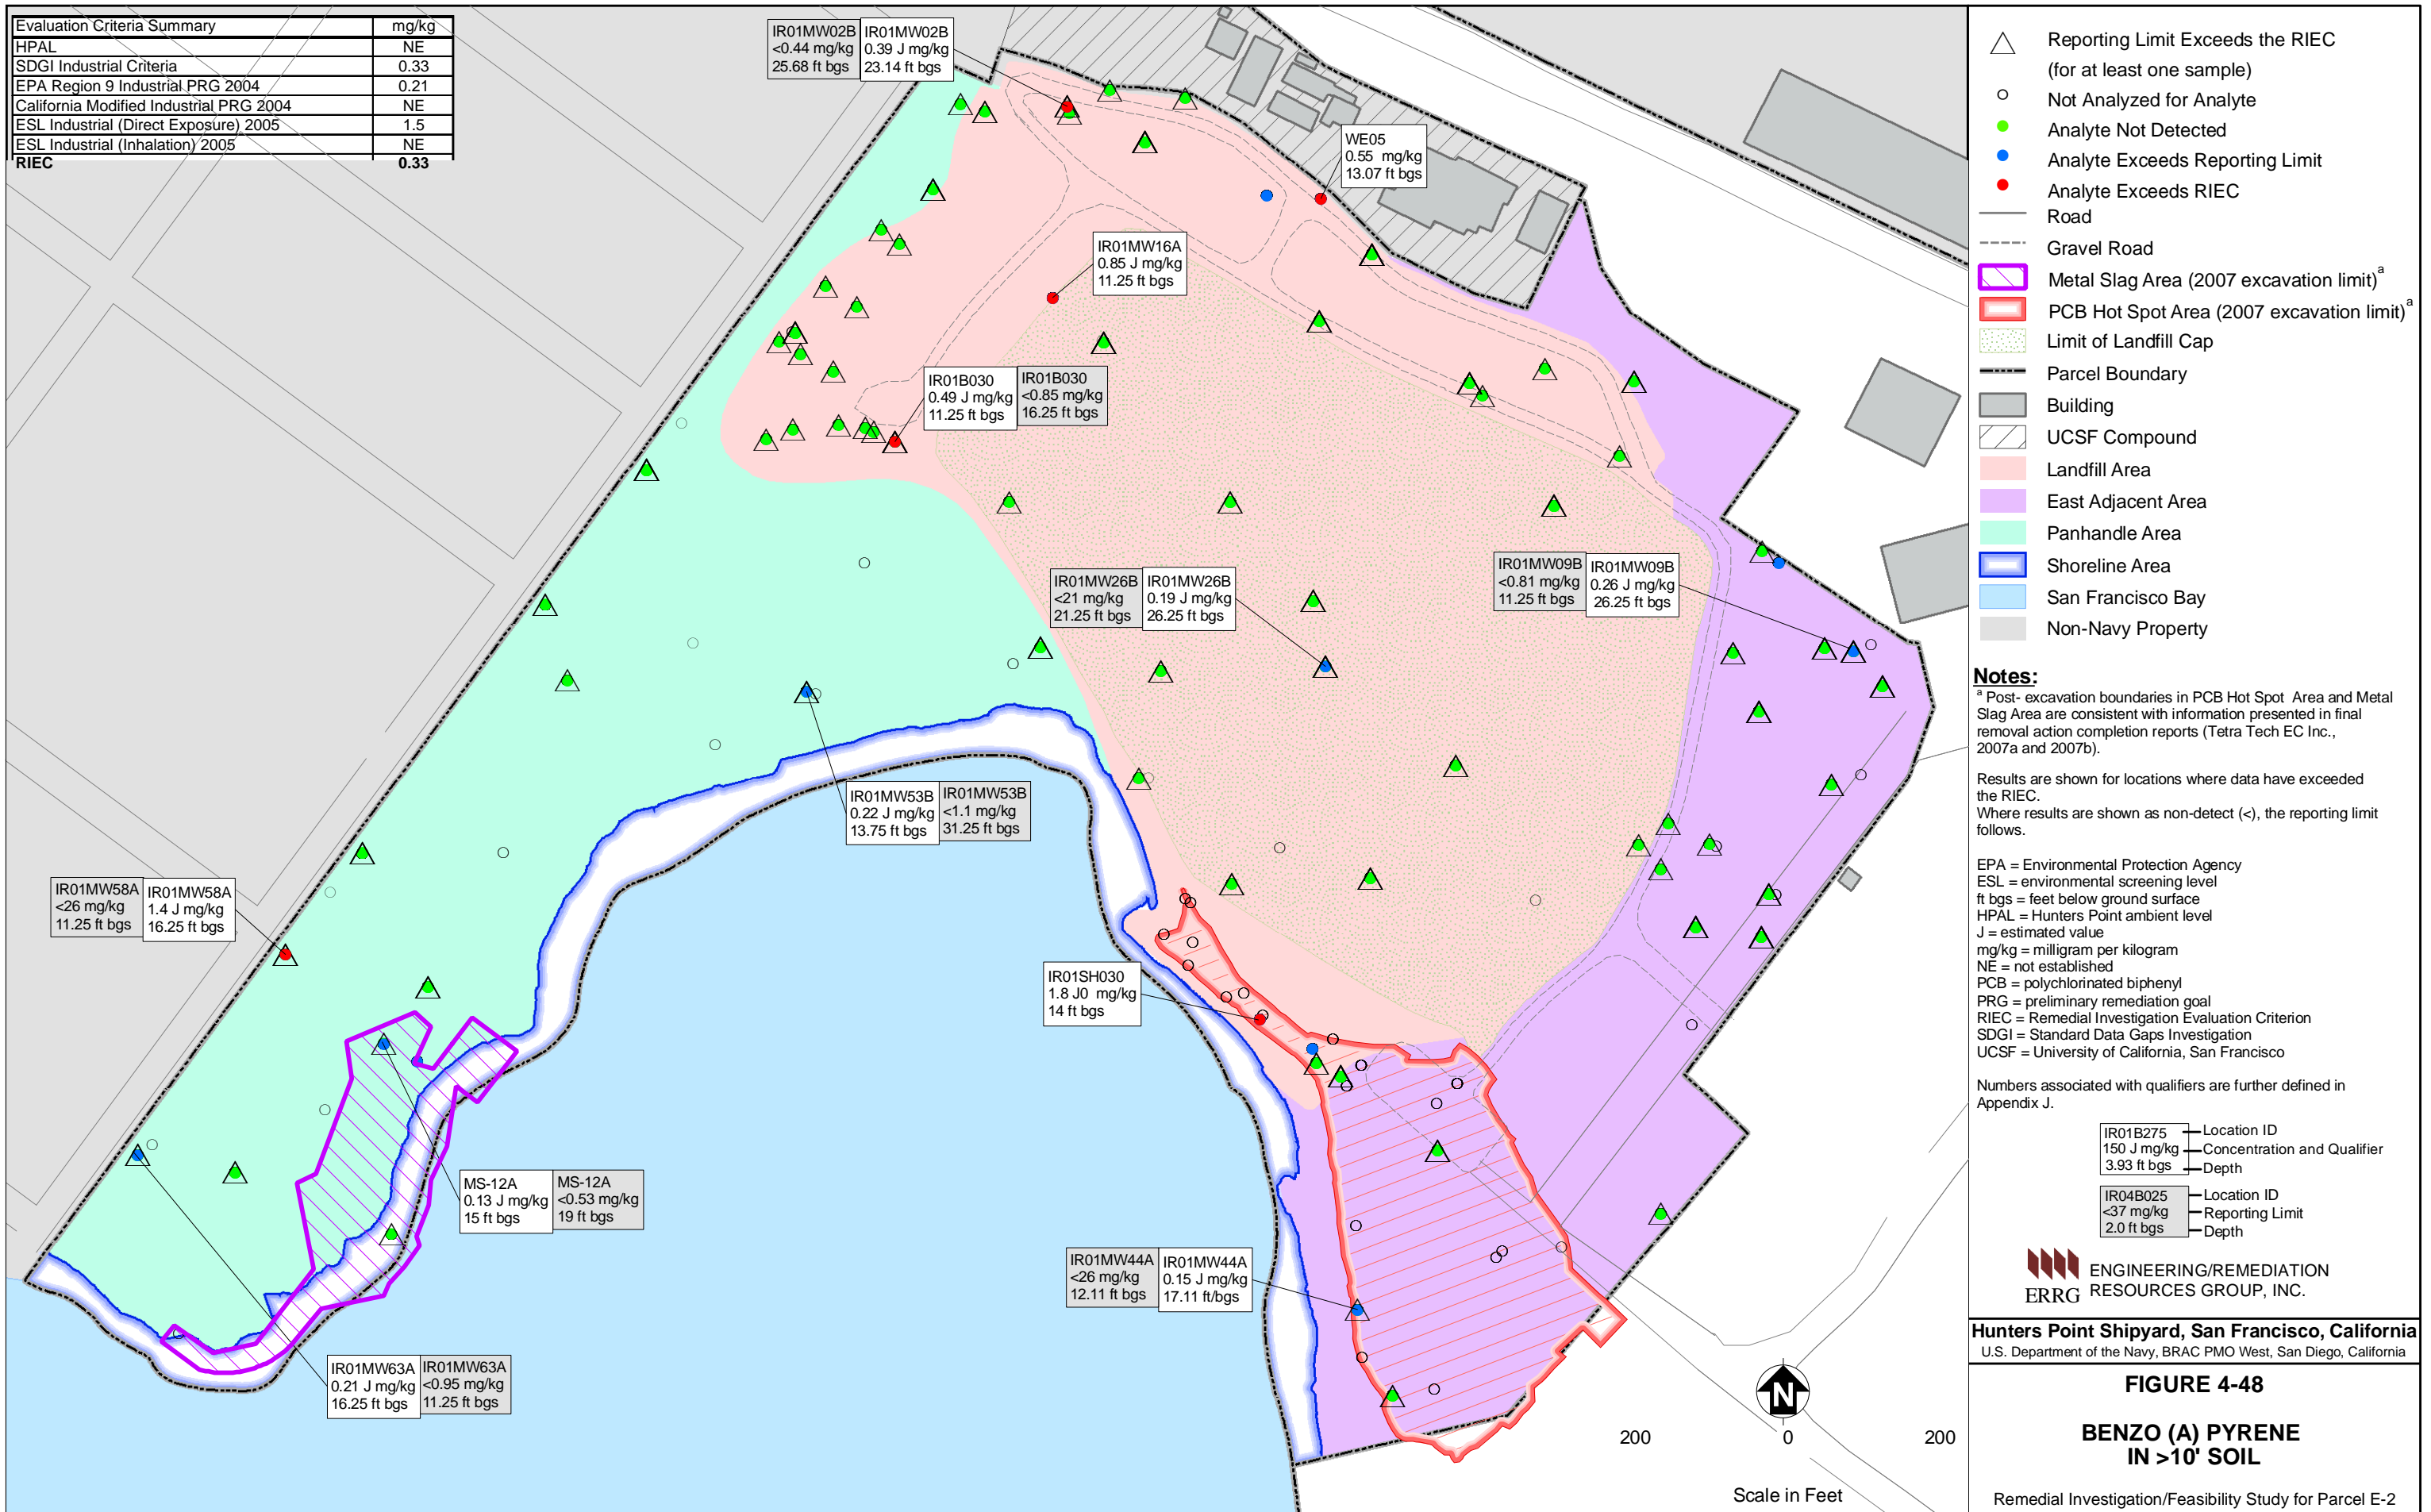 Evaluation Criteria Summary mg/kg
HPAL NE
SDGI Industrial Criteria 0.33
EPA Region 9 Industrial PRG 2004 0.21
California Modified Industrial PRG 2004 NE
ESL Industrial (Direct Exposure) 2005 1.5
ESL Industrial (Inhalation) 2005 NE
RIEC 0.33
IR01MW02B
<0.44 mg/kg
25.68 ft bgs
IR01MW02B
0.39 J mg/kg
23.14 ft bgs
WE05
0.55 mg/kg
13.07 ft bgs
IR01MW16A
0.85 J mg/kg
11.25 ft bgs
IR01B030
0.49 J mg/kg
11.25 ft bgs
IR01B030
<0.85 mg/kg
16.25 ft bgs
IR01MW26B
<21 mg/kg
21.25 ft bgs
IR01MW26B
0.19 J mg/kg
26.25 ft bgs
IR01MW09B
<0.81 mg/kg
11.25 ft bgs
IR01MW09B
0.26 J mg/kg
26.25 ft bgs
IR01MW53B
0.22 J mg/kg
13.75 ft bgs
IR01MW53B
<1.1 mg/kg
31.25 ft bgs
IR01MW58A
<26 mg/kg
11.25 ft bgs
IR01MW58A
1.4 J mg/kg
16.25 ft bgs
IR01SH030
1.8 J0 mg/kg
14 ft bgs
MS-12A
0.13 J mg/kg
15 ft bgs
MS-12A
<0.53 mg/kg
19 ft bgs
IR01MW44A
<26 mg/kg
12.11 ft bgs
IR01MW44A
0.15 J mg/kg
17.11 ft/bgs
IR01MW63A
0.21 J mg/kg
16.25 ft bgs
IR01MW63A
<0.95 mg/kg
11.25 ft bgs
N
200 0 200
Scale in Feet
Reporting Limit Exceeds the RIEC
(for at least one sample)
Not Analyzed for Analyte
Analyte Not Detected
Analyte Exceeds Reporting Limit
Analyte Exceeds RIEC
Road
Gravel Road
Metal Slag Area (2007 excavation limit)a
PCB Hot Spot Area (2007 excavation limit)a
Limit of Landfill Cap
Parcel Boundary
Building
UCSF Compound
Landfill Area
East Adjacent Area
Panhandle Area
Shoreline Area
San Francisco Bay
Non-Navy Property
Notes:
a Post- excavation boundaries in PCB Hot Spot Area and Metal
Slag Area are consistent with information presented in final
removal action completion reports (Tetra Tech EC Inc.,
2007a and 2007b).
Results are shown for locations where data have exceeded
the RIEC.
Where results are shown as non-detect (<), the reporting limit
follows.
EPA = Environmental Protection Agency
ESL = environmental screening level
ft bgs = feet below ground surface
HPAL = Hunters Point ambient level
J = estimated value
mg/kg = milligram per kilogram
NE = not established
PCB = polychlorinated biphenyl
PRG = preliminary remediation goal
RIEC = Remedial Investigation Evaluation Criterion
SDGI = Standard Data Gaps Investigation
UCSF = University of California, San Francisco
Numbers associated with qualifiers are further defined in
Appendix J.
IR01B275 Location ID
150 J mg/kg Concentration and Qualifier
3.93 ft bgs Depth
IR04B025 Location ID
<37 mg/kg Reporting Limit
2.0 ft bgs Depth
ERRG
ENGINEERING/REMEDIATION
RESOURCES GROUP, INC.
Hunters Point Shipyard, San Francisco, California
U.S. Department of the Navy, BRAC PMO West, San Diego, California
FIGURE 4-48
BENZO (A) PYRENE
IN >10' SOIL
Remedial Investigation/Feasibility Study for Parcel E-2